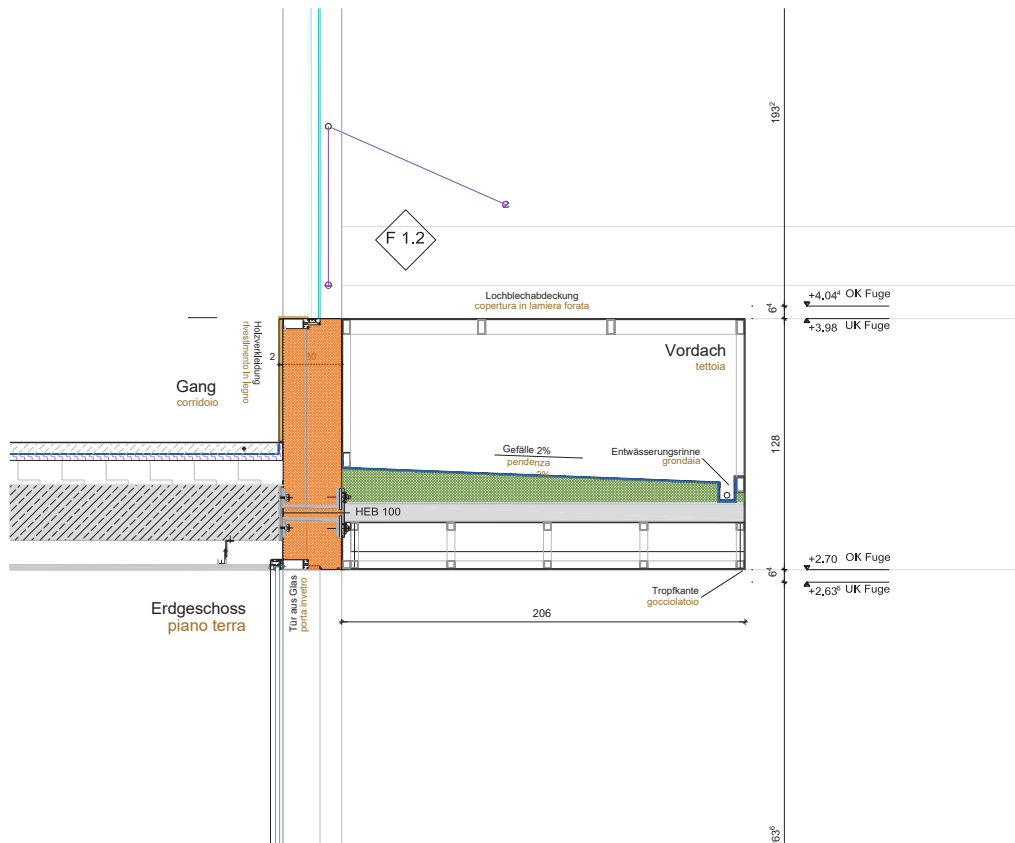 193²
F 1.2
Lochblechabdeckung
copertura in lamiera forata
+4.04⁴ OK Fuge
6⁴
+3.98 UK Fuge
Holzverkleidung
rivestimento in legno
2
30
Vordach
tettoia
Gang
corridoio
128
Gefälle 2%
pendenza
2%
Entwässerungsrinne
grondaia
HEB 100
+2.70 OK Fuge
6⁴
+2.63⁶ UK Fuge
Tropfkante
gocciolatoio
Tür aus Glas
porta in vetro
Erdgeschoss
piano terra
206
63⁶